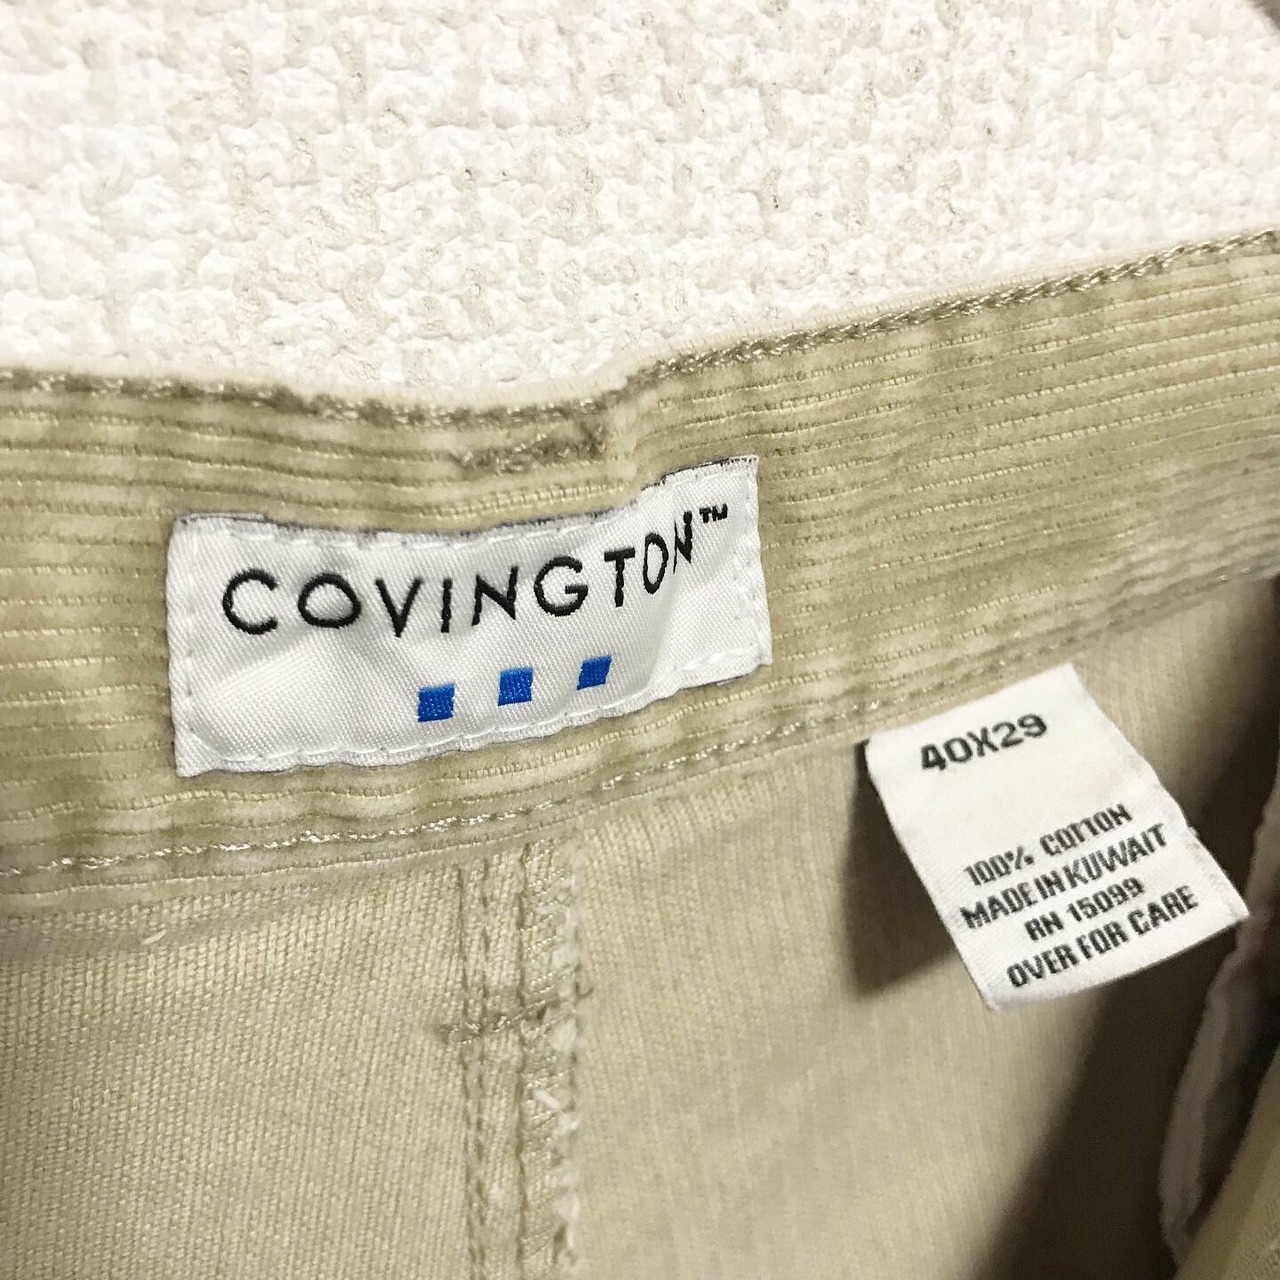 COVINGTON™
40X29
100% COTTON
MADE IN KUWAIT
RN 15099
OVER FOR CARE